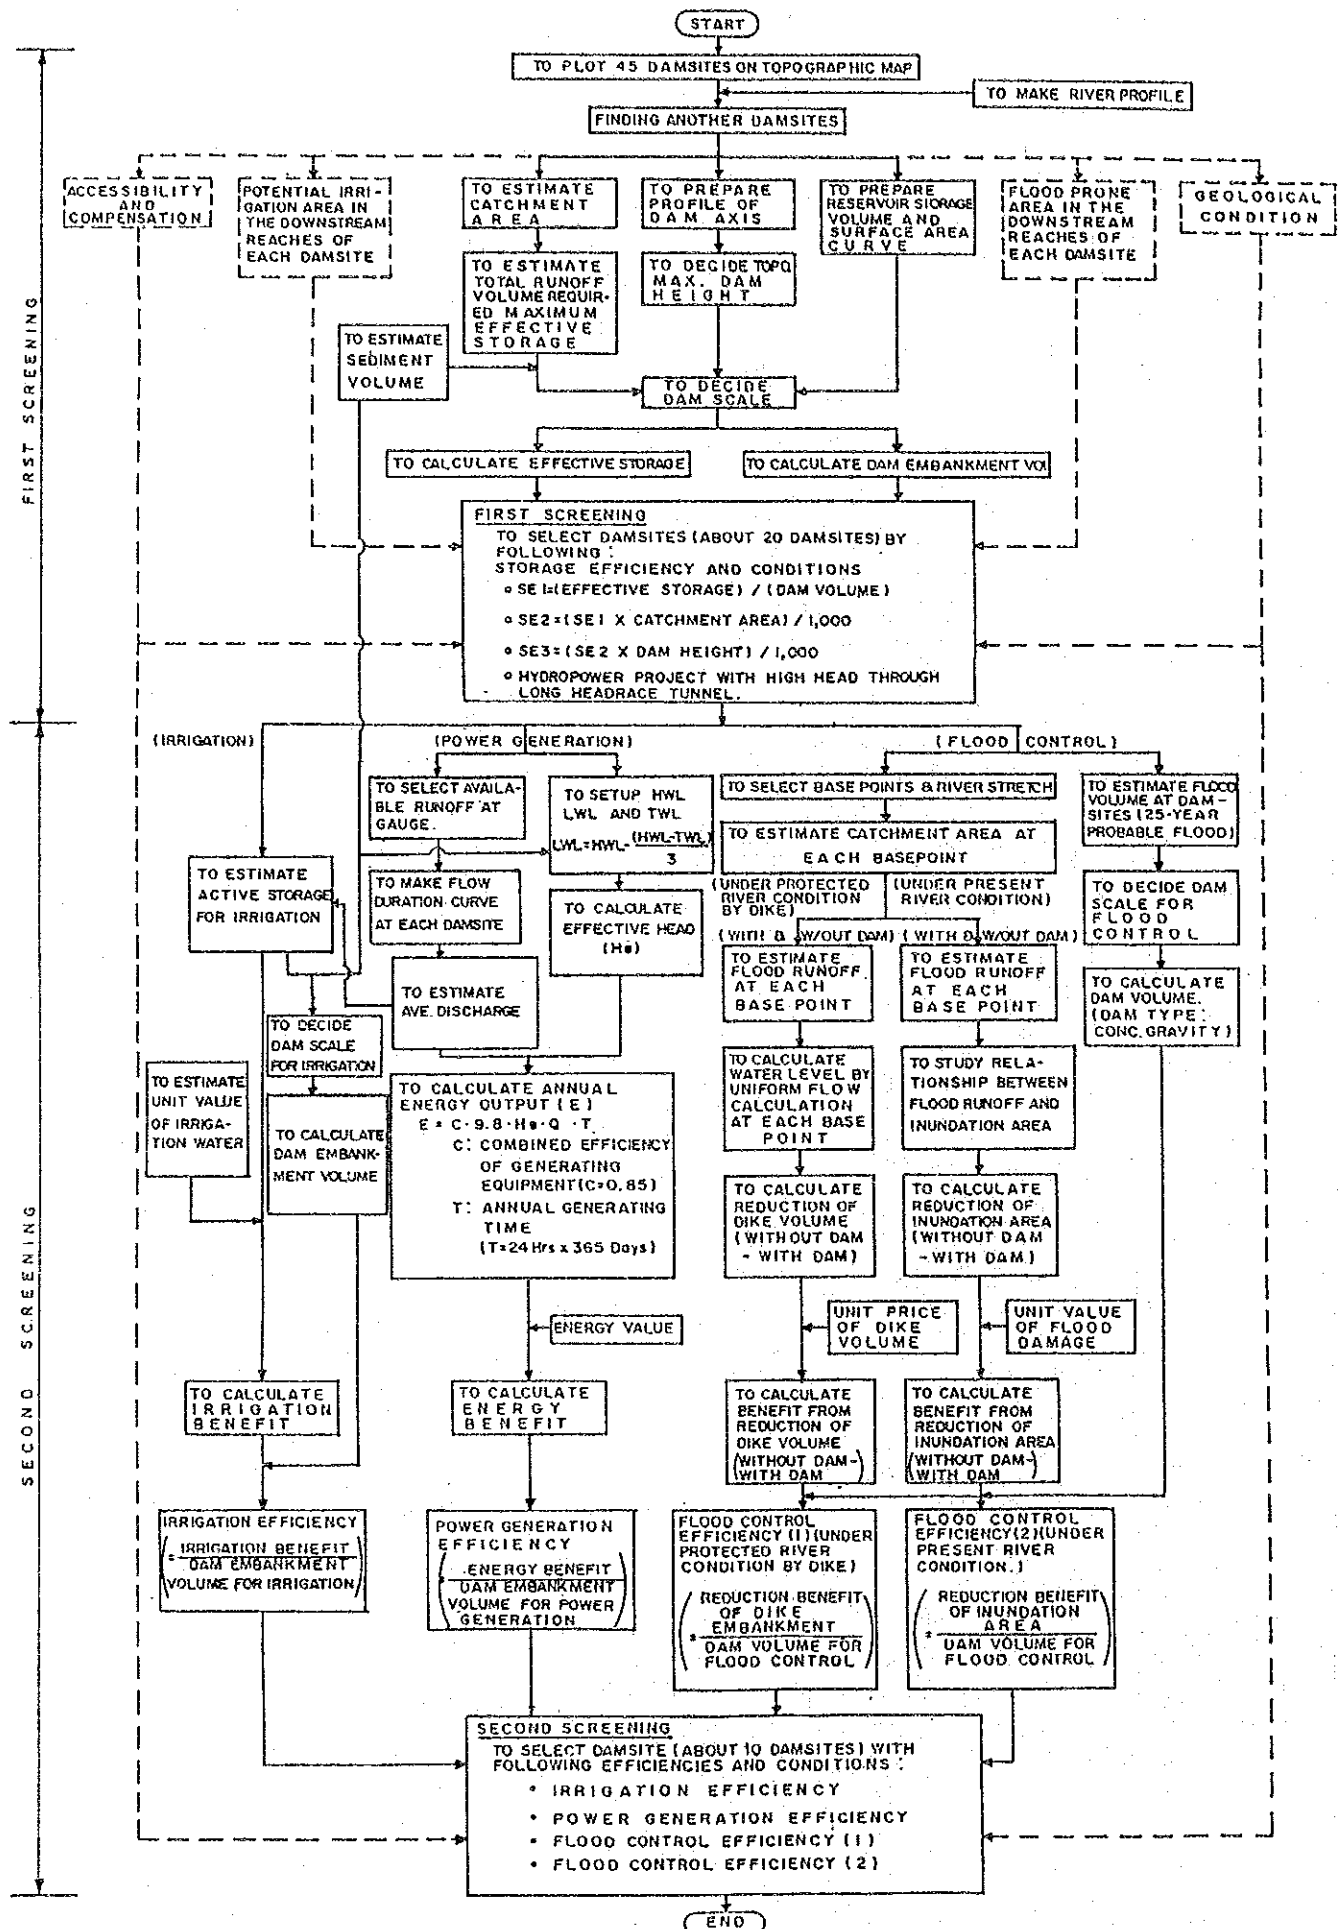 START
TO PLOT 45 DAMSITES ON TOPOGRAPHIC MAP
TO MAKE RIVER PROFILE
FINDING ANOTHER DAMSITES
ACCESSIBILITY
AND
COMPENSATION
POTENTIAL IRRI-
GATION AREA IN
THE DOWNSTREAM
REACHES OF
EACH DAMSITE
TO ESTIMATE
CATCHMENT
AREA
TO PREPARE
PROFILE OF
DAM AXIS
TO PREPARE
RESERVOIR STORAGE
VOLUME AND
SURFACE AREA
CURVE
FLOOD PRONE
AREA IN THE
DOWNSTREAM
REACHES OF
EACH DAMSITE
GEOLOGICAL
CONDITION
TO ESTIMATE
TOTAL RUNOFF
VOLUME REQUIR-
ED MAXIMUM
EFFECTIVE
STORAGE
TO DECIDE TOPO.
MAX. DAM
HEIGHT
TO ESTIMATE
SEDIMENT
VOLUME
TO DECIDE
DAM SCALE
TO CALCULATE EFFECTIVE STORAGE
TO CALCULATE DAM EMBANKMENT VOL
FIRST SCREENING
FIRST SCREENING
TO SELECT DAMSITES (ABOUT 20 DAMSITES) BY
FOLLOWING :
STORAGE EFFICIENCY AND CONDITIONS
o SE1=(EFFECTIVE STORAGE) / (DAM VOLUME)
o SE2=(SE1 X CATCHMENT AREA) / 1,000
o SE3=(SE2 X DAM HEIGHT) / 1,000
o HYDROPOWER PROJECT WITH HIGH HEAD THROUGH
LONG HEADRACE TUNNEL.
SECOND SCREENING
(IRRIGATION)
(POWER GENERATION)
(FLOOD CONTROL)
TO SELECT AVAILA-
BLE RUNOFF AT
GAUGE.
TO SETUP HWL
LWL AND TWL
LWL=HWL-(HWL-TWL)
3
TO SELECT BASE POINTS & RIVER STRETCH
TO ESTIMATE FLOOD
VOLUME AT DAM-
SITES (25-YEAR
PROBABLE FLOOD)
TO ESTIMATE CATCHMENT AREA AT
EACH BASEPOINT
TO ESTIMATE
ACTIVE STORAGE
FOR IRRIGATION
TO MAKE FLOW
DURATION CURVE
AT EACH DAMSITE
TO CALCULATE
EFFECTIVE HEAD
(He)
(UNDER PROTECTED
RIVER CONDITION
BY DIKE)
(UNDER PRESENT
RIVER CONDITION)
TO DECIDE DAM
SCALE FOR
FLOOD
CONTROL
(WITH & W/OUT DAM)
(WITH & W/OUT DAM)
TO ESTIMATE
FLOOD RUNOFF
AT EACH
BASE POINT
TO ESTIMATE
FLOOD RUNOFF
AT EACH
BASE POINT
TO ESTIMATE
AVE. DISCHARGE
TO CALCULATE
DAM VOLUME.
(DAM TYPE:
CONC. GRAVITY)
TO DECIDE
DAM SCALE
FOR IRRIGATION
TO ESTIMATE
UNIT VALUE
OF IRRIGA-
TION WATER
TO CALCULATE
DAM EMBANK-
MENT VOLUME
TO CALCULATE ANNUAL
ENERGY OUTPUT (E)
E = C·9.8·He·Q ·T
C: COMBINED EFFICIENCY
OF GENERATING
EQUIPMENT(C=0.85)
T: ANNUAL GENERATING
TIME
(T=24 Hrs x 365 Days)
TO CALCULATE
WATER LEVEL BY
UNIFORM FLOW
CALCULATION
AT EACH BASE
POINT
TO STUDY RELA-
TIONSHIP BETWEEN
FLOOD RUNOFF AND
INUNDATION AREA
TO CALCULATE
REDUCTION OF
DIKE VOLUME
(WITHOUT DAM
- WITH DAM)
TO CALCULATE
REDUCTION OF
INUNDATION AREA
(WITHOUT DAM
-WITH DAM)
ENERGY VALUE
UNIT PRICE
OF DIKE
VOLUME
UNIT VALUE
OF FLOOD
DAMAGE
TO CALCULATE
IRRIGATION
BENEFIT
TO CALCULATE
ENERGY
BENEFIT
TO CALCULATE
BENEFIT FROM
REDUCTION OF
DIKE VOLUME
(WITHOUT DAM-
WITH DAM)
TO CALCULATE
BENEFIT FROM
REDUCTION OF
INUNDATION AREA
(WITHOUT DAM-
WITH DAM)
IRRIGATION EFFICIENCY
(= IRRIGATION BENEFIT
DAM EMBANKMENT
VOLUME FOR IRRIGATION)
POWER GENERATION
EFFICIENCY
(= ENERGY BENEFIT
DAM EMBANKMENT
VOLUME FOR POWER
GENERATION)
FLOOD CONTROL
EFFICIENCY (1)(UNDER
PROTECTED RIVER
CONDITION BY DIKE)
(= REDUCTION BENEFIT
OF DIKE
EMBANKMENT
DAM VOLUME FOR
FLOOD CONTROL)
FLOOD CONTROL
EFFICIENCY(2)(UNDER
PRESENT RIVER
CONDITION.)
(= REDUCTION BENEFIT
OF INUNDATION
AREA
DAM VOLUME FOR
FLOOD CONTROL)
SECOND SCREENING
TO SELECT DAMSITE (ABOUT 10 DAMSITES) WITH
FOLLOWING EFFICIENCIES AND CONDITIONS :
• IRRIGATION EFFICIENCY
• POWER GENERATION EFFICIENCY
• FLOOD CONTROL EFFICIENCY (1)
• FLOOD CONTROL EFFICIENCY (2)
END